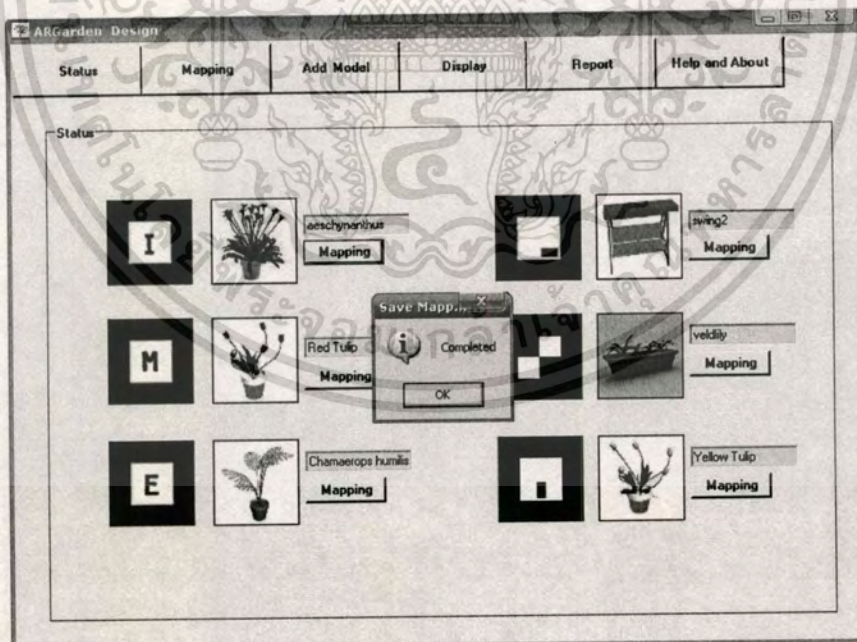 ARGarden Design
Status Mapping Add Model Display Report Help and About
Status
I
aeschynanthus
Mapping
swing2
Mapping
Save Mapp...
Completed
OK
M
Red Tulip
Mapping
veldlily
Mapping
E
Chamaerops humilis
Mapping
Yellow Tulip
Mapping